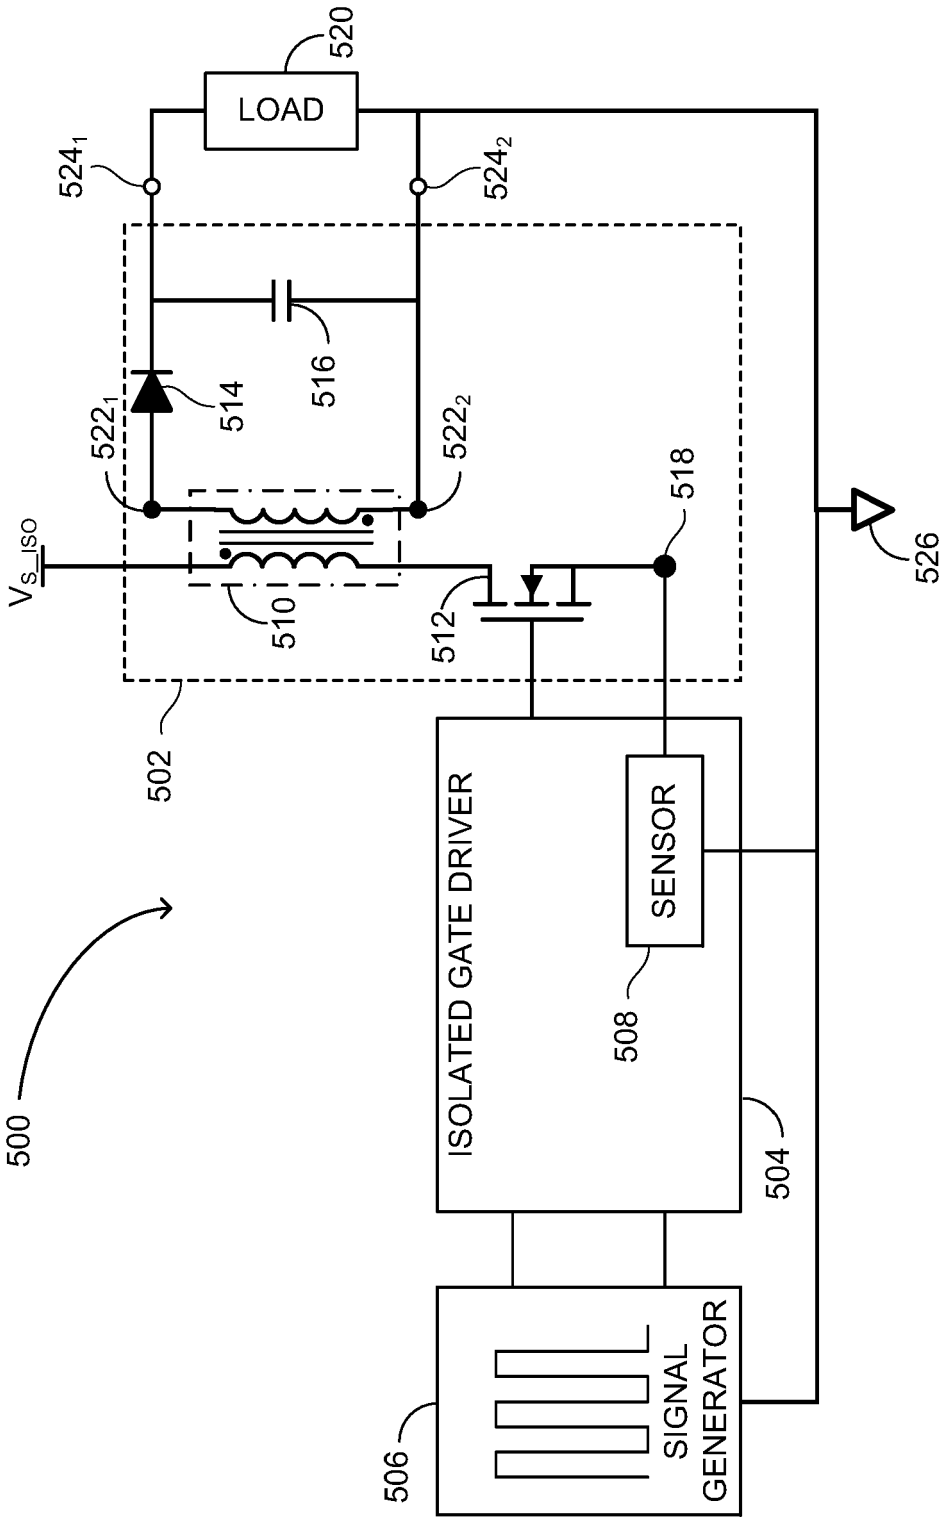 500
V_S_ISO
502
522₁
524₁
LOAD
520
514
516
510
522₂
524₂
512
518
ISOLATED GATE DRIVER
SENSOR
508
504
SIGNAL
GENERATOR
506
526